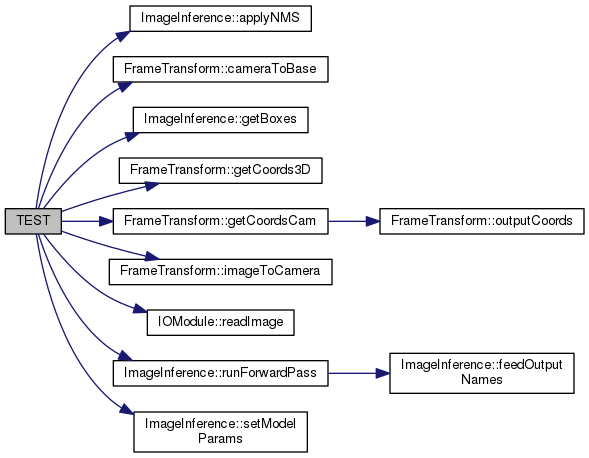 ImageInference::applyNMS
FrameTransform::cameraToBase
ImageInference::getBoxes
FrameTransform::getCoords3D
TEST
FrameTransform::getCoordsCam
FrameTransform::outputCoords
FrameTransform::imageToCamera
IOModule::readImage
ImageInference::runForwardPass
ImageInference::feedOutput
Names
ImageInference::setModel
Params